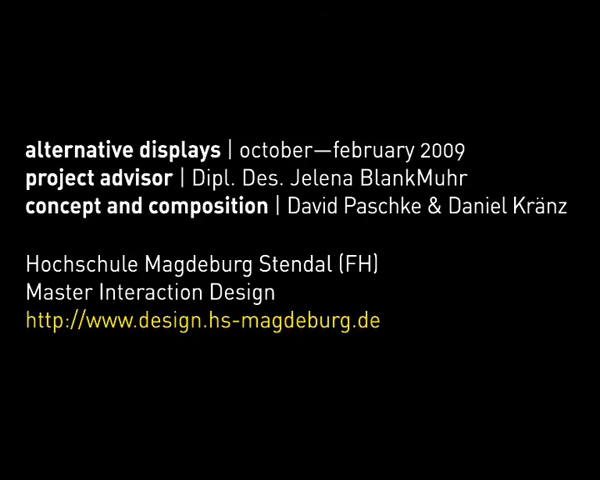 alternative displays | october—february 2009
project advisor | Dipl. Des. Jelena BlankMuhr
concept and composition | David Paschke & Daniel Kränz
Hochschule Magdeburg Stendal (FH)
Master Interaction Design
http://www.design.hs-magdeburg.de